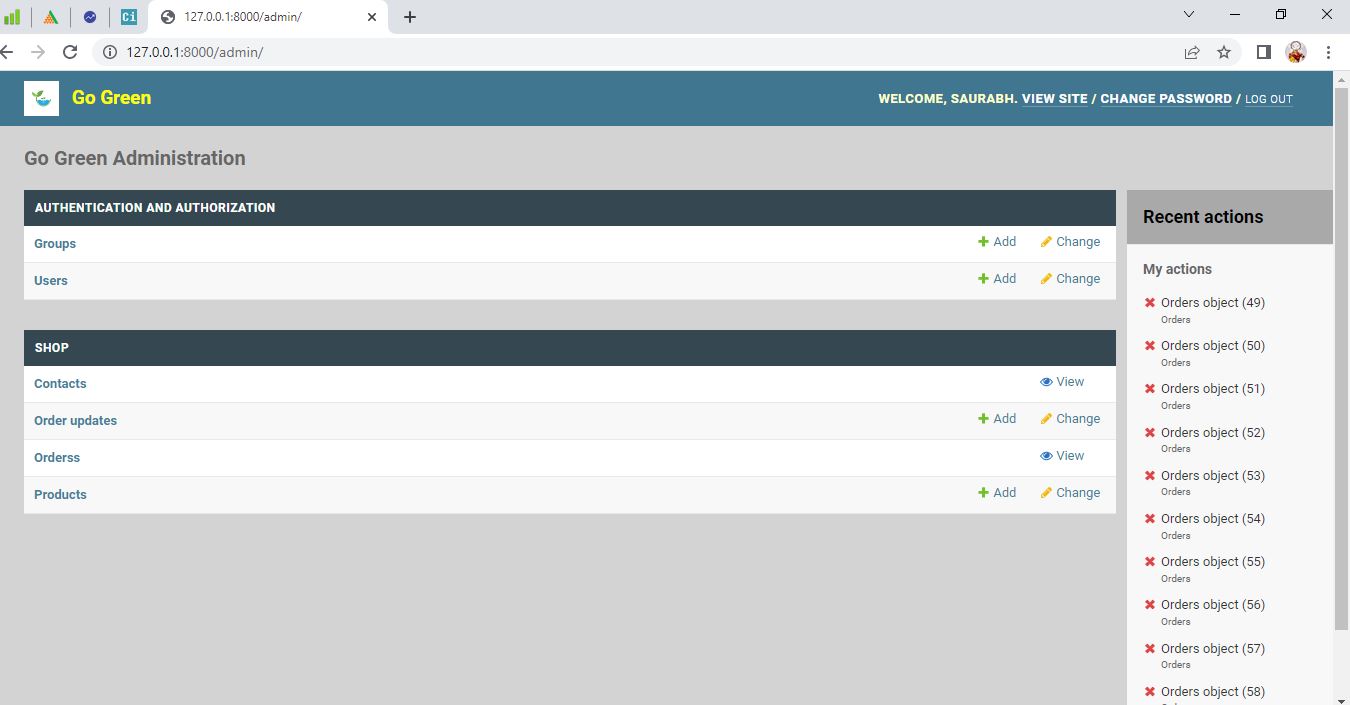 Ci
127.0.0.1:8000/admin/
127.0.0.1:8000/admin/
Go Green
WELCOME, SAURABH. VIEW SITE / CHANGE PASSWORD / LOG OUT
Go Green Administration
AUTHENTICATION AND AUTHORIZATION
Groups Add Change
Users Add Change
SHOP
Contacts View
Order updates Add Change
Orderss View
Products Add Change
Recent actions
My actions
Orders object (49)
Orders
Orders object (50)
Orders
Orders object (51)
Orders
Orders object (52)
Orders
Orders object (53)
Orders
Orders object (54)
Orders
Orders object (55)
Orders
Orders object (56)
Orders
Orders object (57)
Orders
Orders object (58)